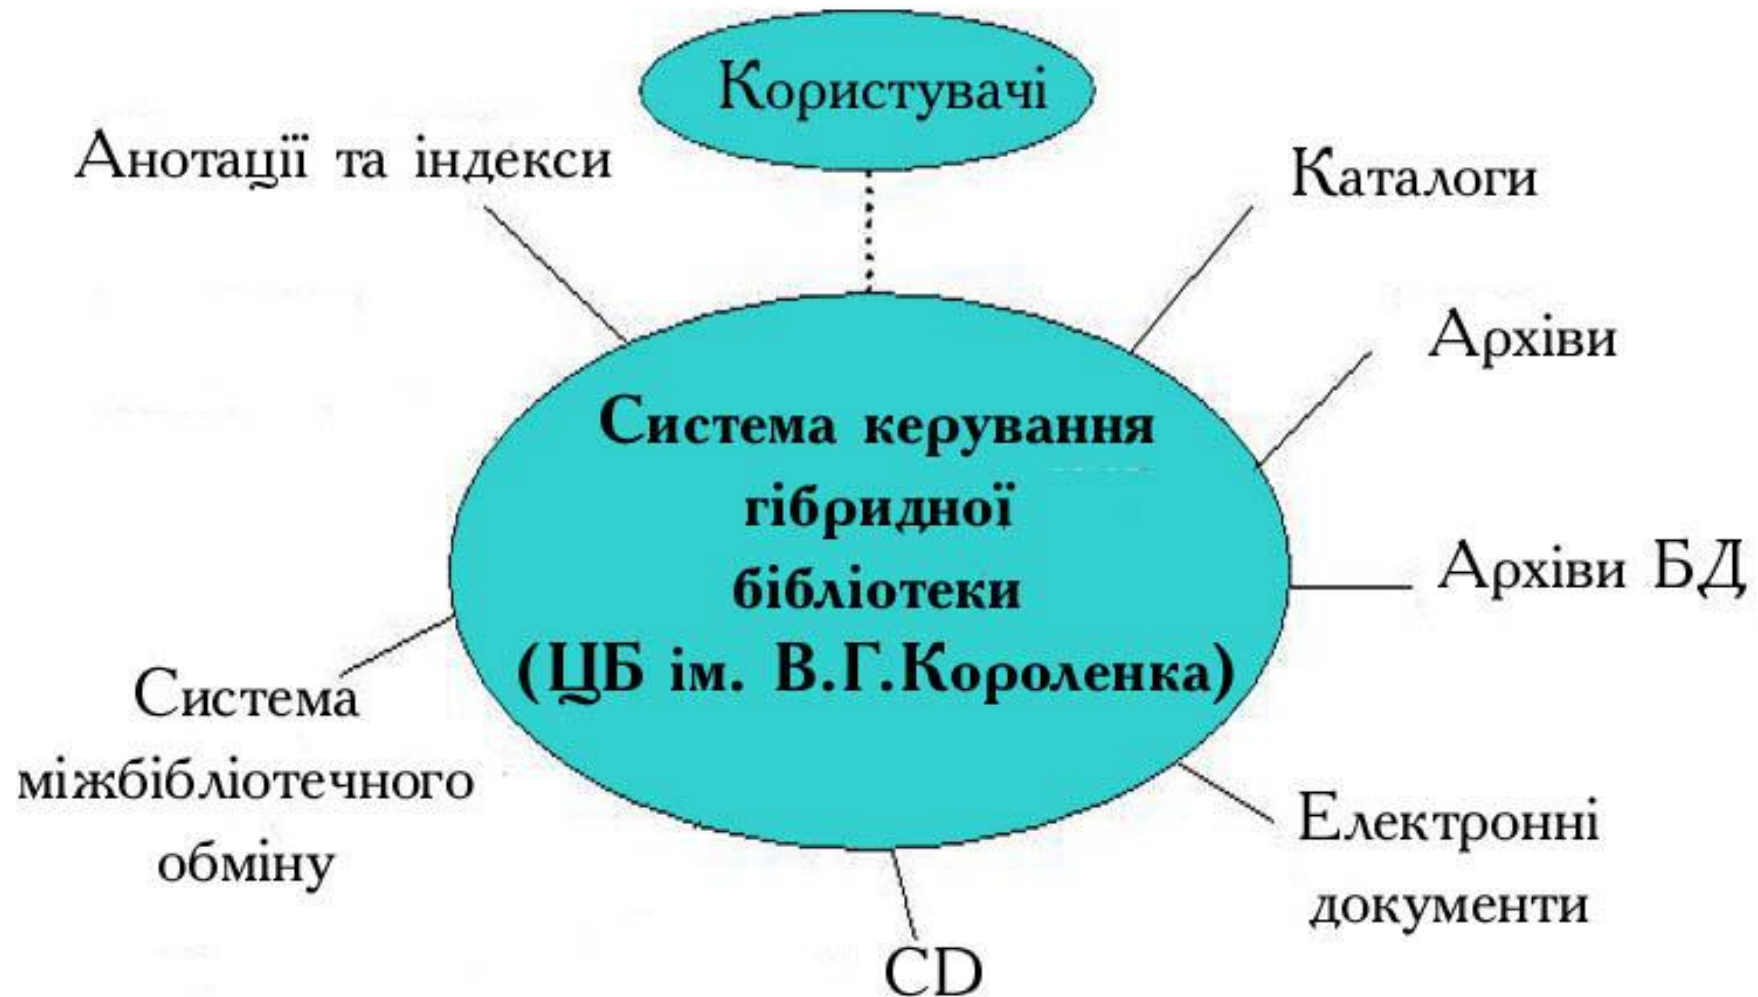 Користувачі
Анотації та індекси
Каталоги
Архіви
Система керування
гібридної
бібліотеки
(ЦБ ім. В.Г.Короленка)
Архіви БД
Система
міжбібліотечного
обміну
Електронні
документи
CD